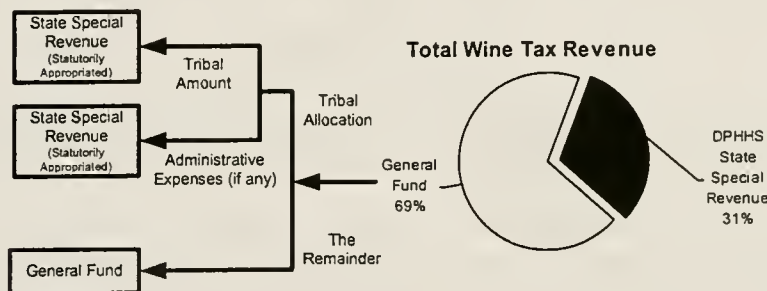 State Special
Revenue
(Statutorily
Appropriated)
Tribal
Amount
State Special
Revenue
(Statutorily
Appropriated)
Administrative
Expenses (if any)
Tribal
Allocation
The
Remainder
General Fund
Total Wine Tax Revenue
General
Fund
69%
DPHHS
State
Special
Revenue
31%